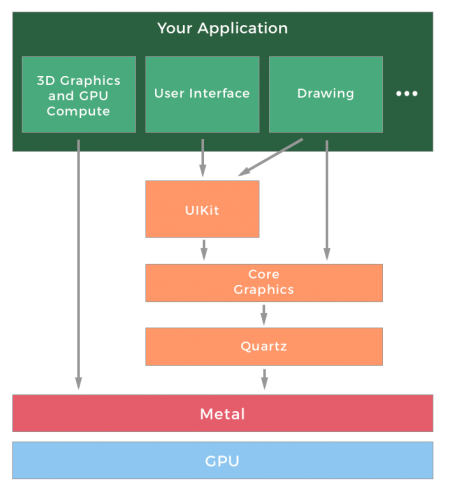 Your Application
3D Graphics
and GPU
Compute
User Interface
Drawing
•••
UIKit
Core
Graphics
Quartz
Metal
GPU